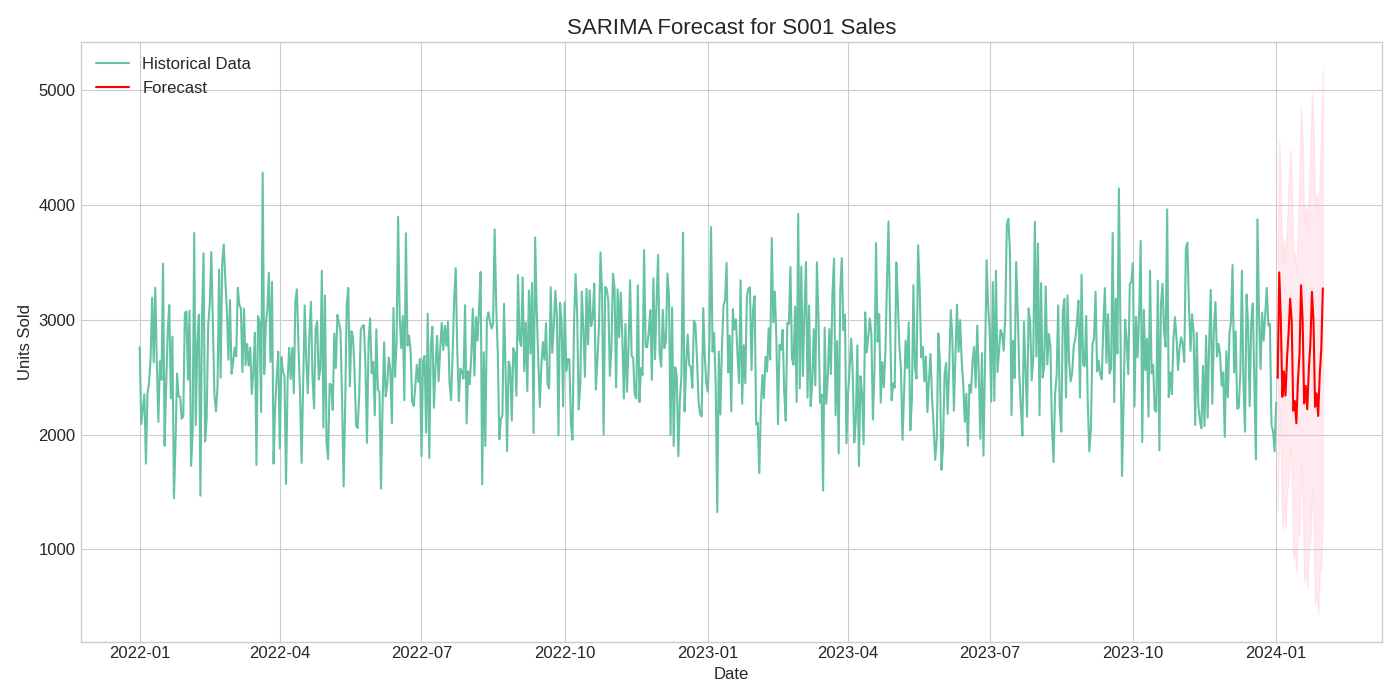 SARIMA Forecast for S001 Sales
Historical Data
Forecast
5000
4000
3000
2000
1000
Units Sold
2022-01 2022-04 2022-07 2022-10 2023-01 2023-04 2023-07 2023-10 2024-01
Date